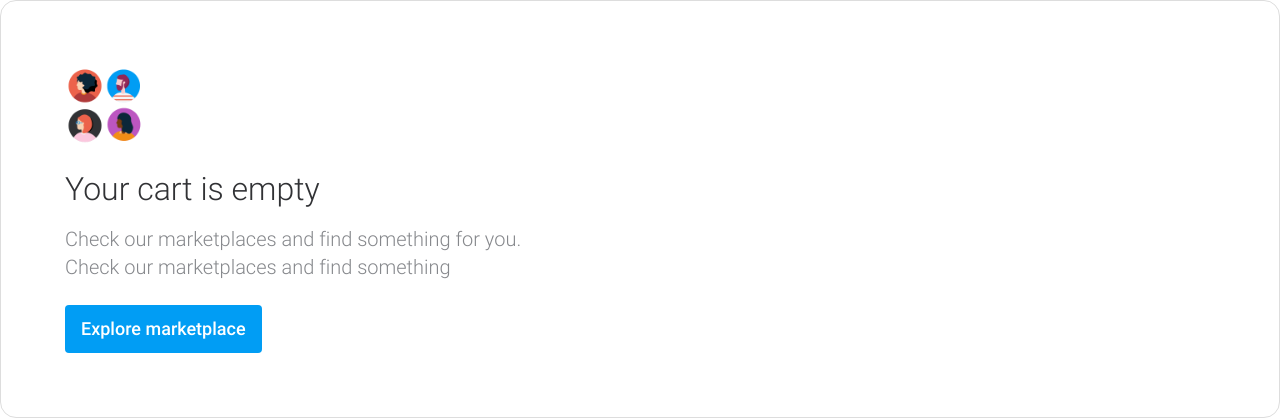 Your cart is empty
Check our marketplaces and find something for you.
Check our marketplaces and find something
Explore marketplace